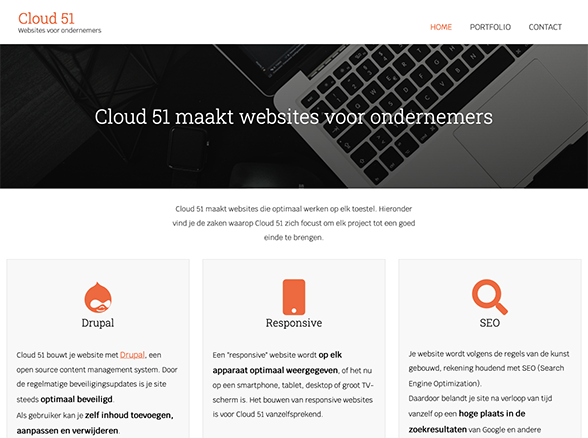 Cloud 51
Websites voor ondernemers
HOME PORTFOLIO CONTACT
Cloud 51 maakt websites voor ondernemers
Cloud 51 maakt websites die optimaal werken op elk toestel. Hieronder
vind je de zaken waarop Cloud 51 zich focust om elk project tot een goed
einde te brengen.
Drupal
Cloud 51 bouwt je website met Drupal, een
open source content management system. Door
de regelmatige beveiligingsupdates is je site
steeds optimaal beveiligd.
Als gebruiker kan je zelf inhoud toevoegen,
aanpassen en verwijderen.
Responsive
Een "responsive" website wordt op elk
apparaat optimaal weergegeven, of het nu
op een smartphone, tablet, desktop of groot TV-
scherm is. Het bouwen van responsive websites
is voor Cloud 51 vanzelfsprekend.
SEO
Je website wordt volgens de regels van de kunst
gebouwd, rekening houdend met SEO (Search
Engine Optimization).
Daardoor belandt je site na verloop van tijd
vanzelf op een hoge plaats in de
zoekresultaten van Google en andere